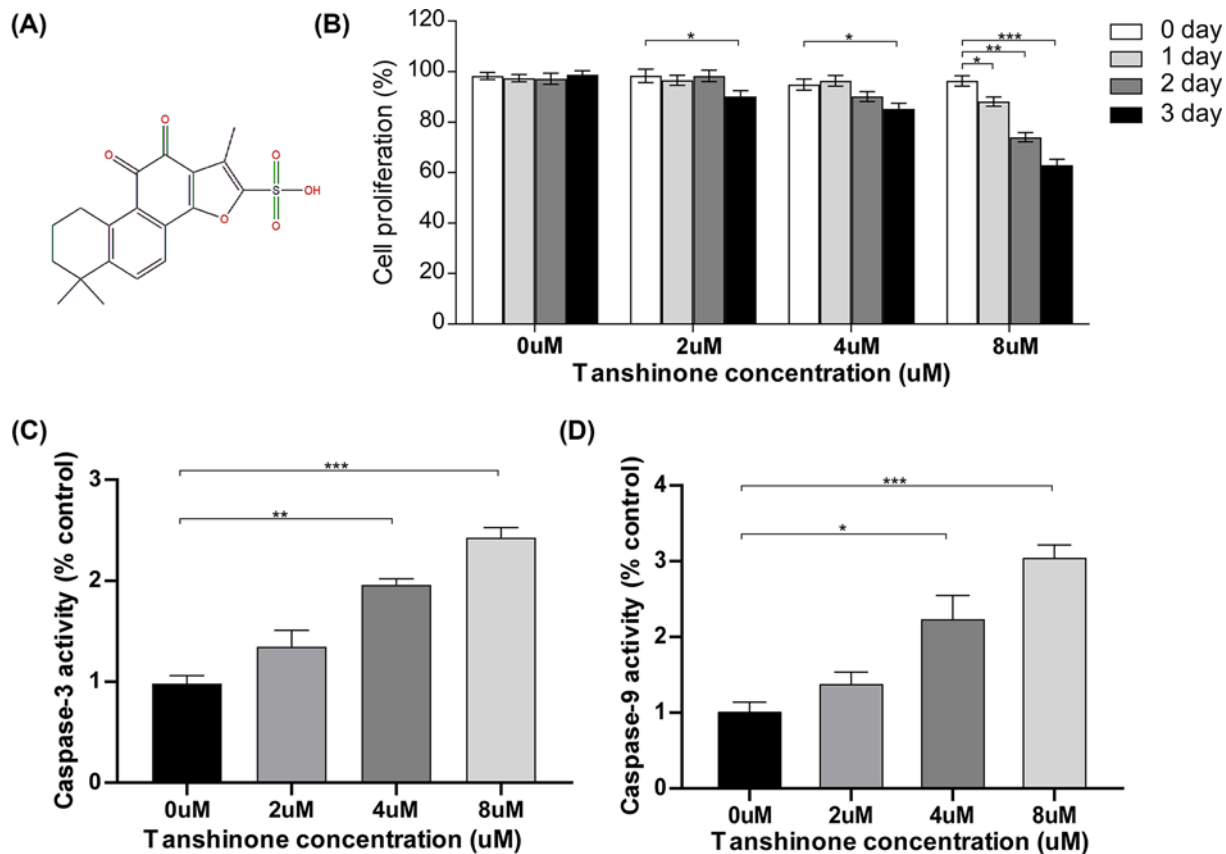 (A)
O
O
O
S
OH
O
O
(B)
Cell proliferation (%)
120
100
80
60
40
20
0
*
*
***
**
*
0 day
1 day
2 day
3 day
0uM
2uM
4uM
8uM
Tanshinone concentration (uM)
(C)
Caspase-3 activity (% control)
3
2
1
0
***
**
0uM
2uM
4uM
8uM
Tanshinone concentration (uM)
(D)
Caspase-9 activity (% control)
4
3
2
1
0
***
*
0uM
2uM
4uM
8uM
Tanshinone concentration (uM)